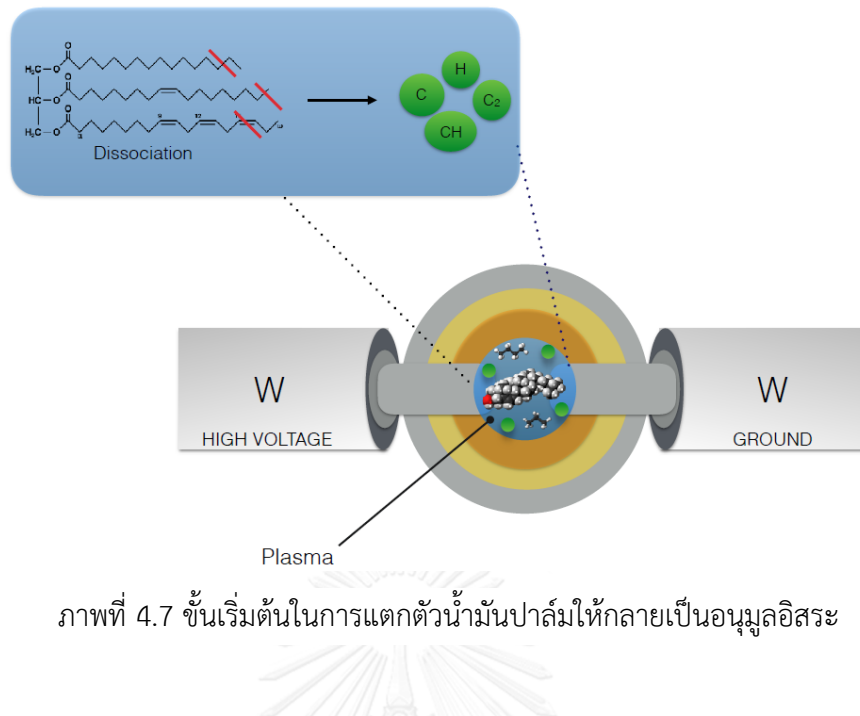 O
H₂C—O
O
HC—O
O
H₂C—O
3
9
12
Dissociation
H
C
C₂
CH
W
HIGH VOLTAGE
W
GROUND
Plasma
ภาพที่ 4.7 ขั้นเริ่มต้นในการแตกตัวน้ำมันปาล์มให้กลายเป็นอนุมูลอิสระ